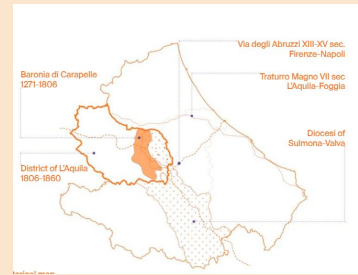 Via degli Abruzzi XIII-XV sec.
Firenze-Napoli
Baronia di Carapelle
1271-1806
Traturro Magno VII sec
L'Aquila-Foggia
Diocesi of
Sulmona-Valva
District of L'Aquila
1806-1860